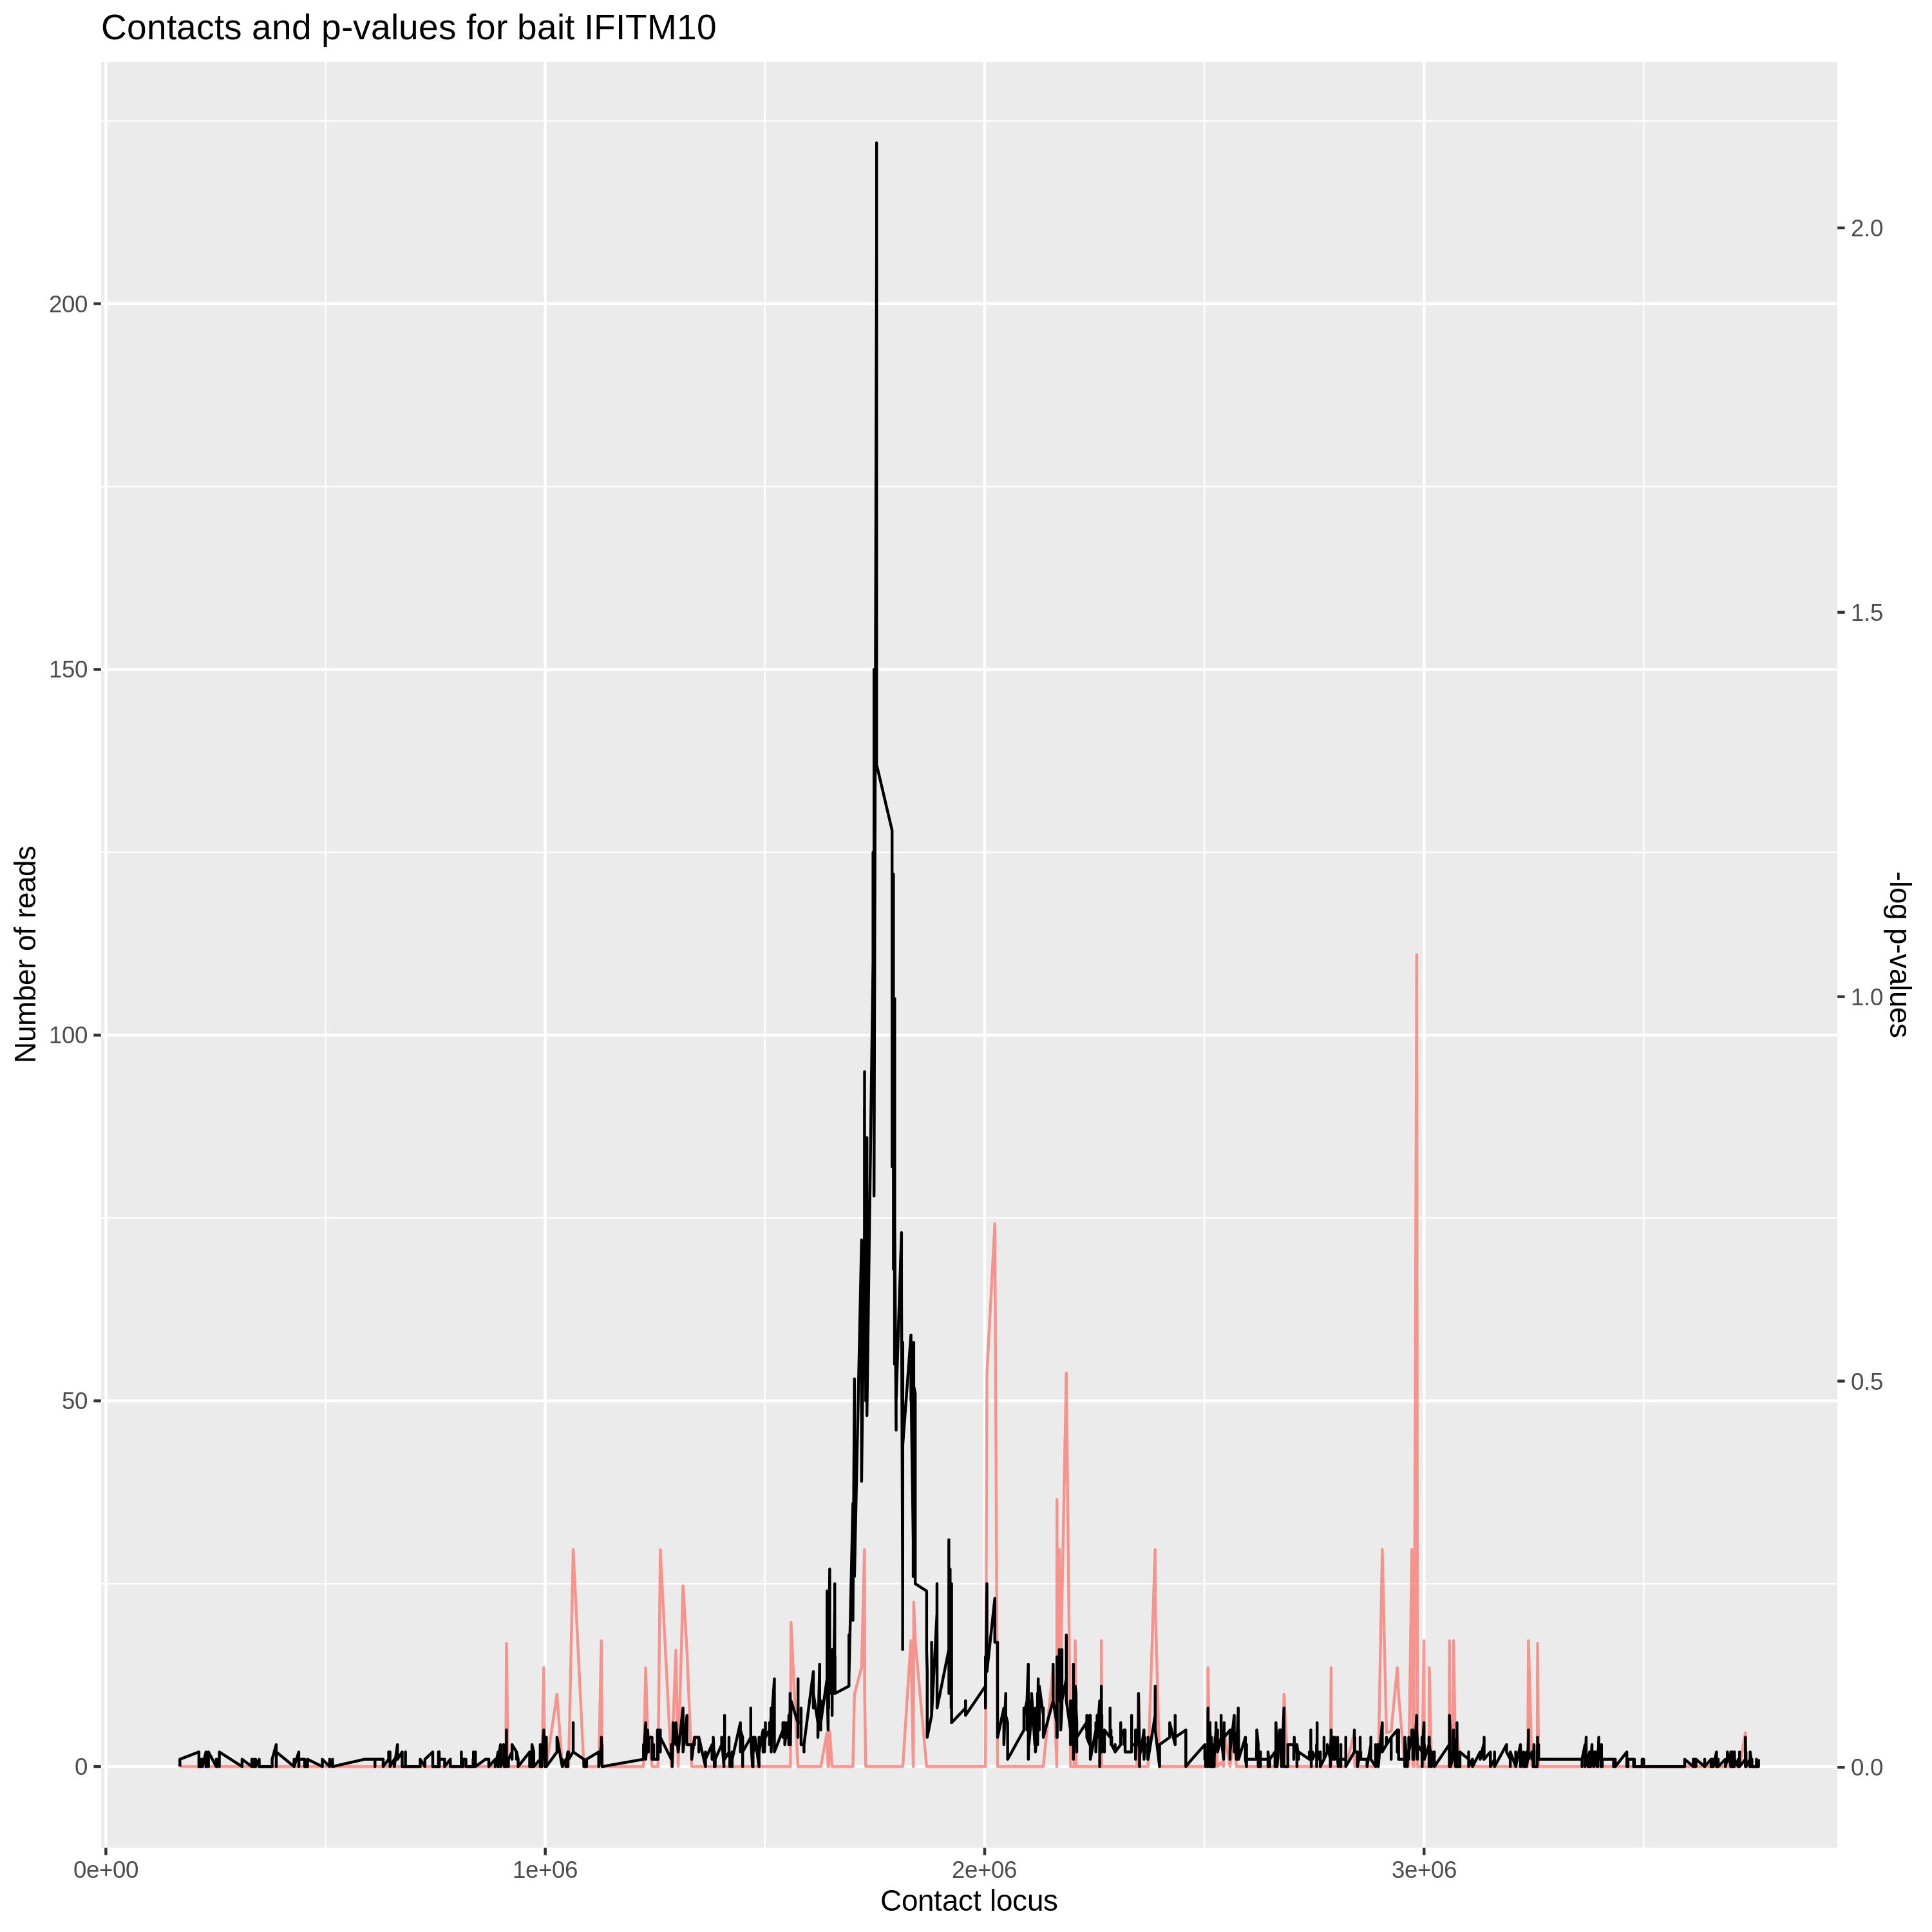 Contacts and p-values for bait IFITM10
Number of reads
200
150
100
50
0
2.0
1.5
1.0
0.5
0.0
-log p-values
0e+00
1e+06
2e+06
3e+06
Contact locus